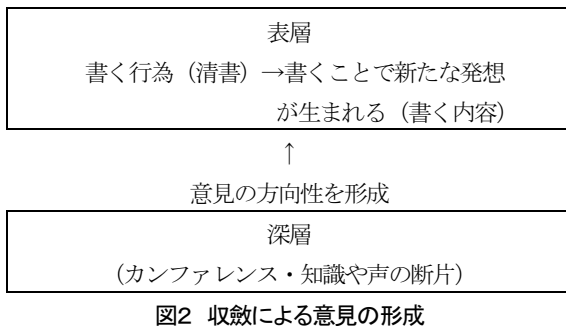 表層
書く行為（清書）→書くことで新たな発想
が生まれる（書く内容）
↑
意見の方向性を形成
深層
（カンファレンス・知識や声の断片）
図2 収斂による意見の形成